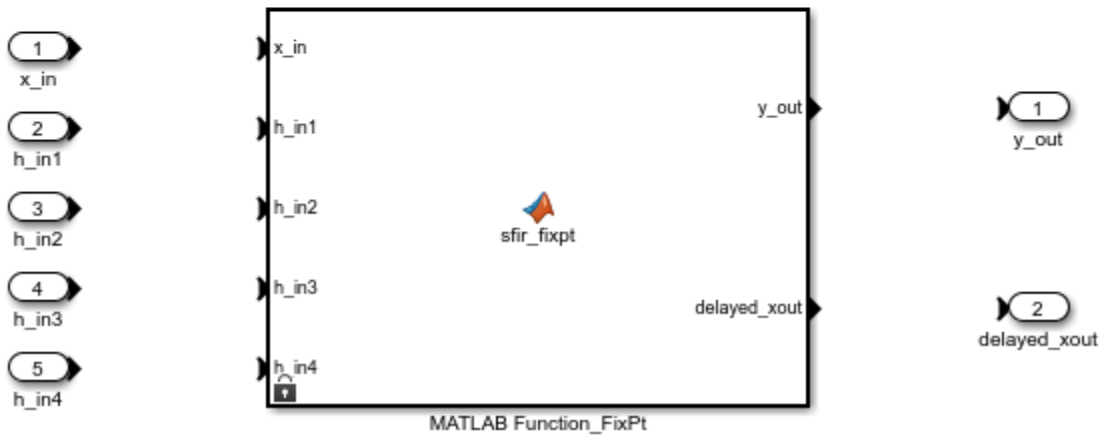 1
x_in
2
h_in1
3
h_in2
4
h_in3
5
h_in4
x_in
h_in1
h_in2
h_in3
h_in4
sfir_fixpt
y_out
delayed_xout
MATLAB Function_FixPt
1
y_out
2
delayed_xout